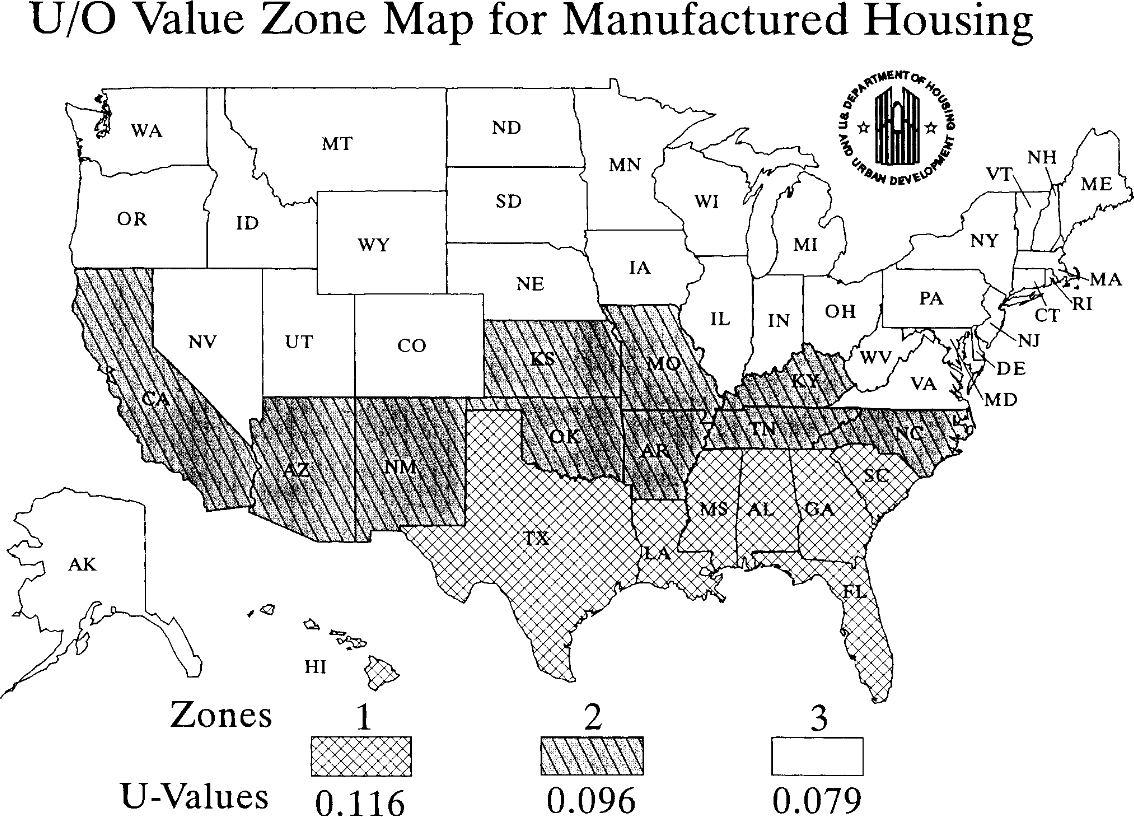 U/O Value Zone Map for Manufactured Housing
U.S. DEPARTMENT OF HOUSING
AND URBAN DEVELOPMENT
WA
MT
ND
MN
OR
ID
WY
SD
WI
MI
NY
VT
NH
ME
NV
UT
CO
NE
IA
IL
IN
OH
PA
MA
RI
CT
NJ
DE
MD
WV
VA
CA
AZ
NM
KS
MO
KY
OK
AR
TN
NC
TX
LA
MS
AL
GA
SC
FL
AK
HI
Zones 1 2 3
U-Values 0.116 0.096 0.079